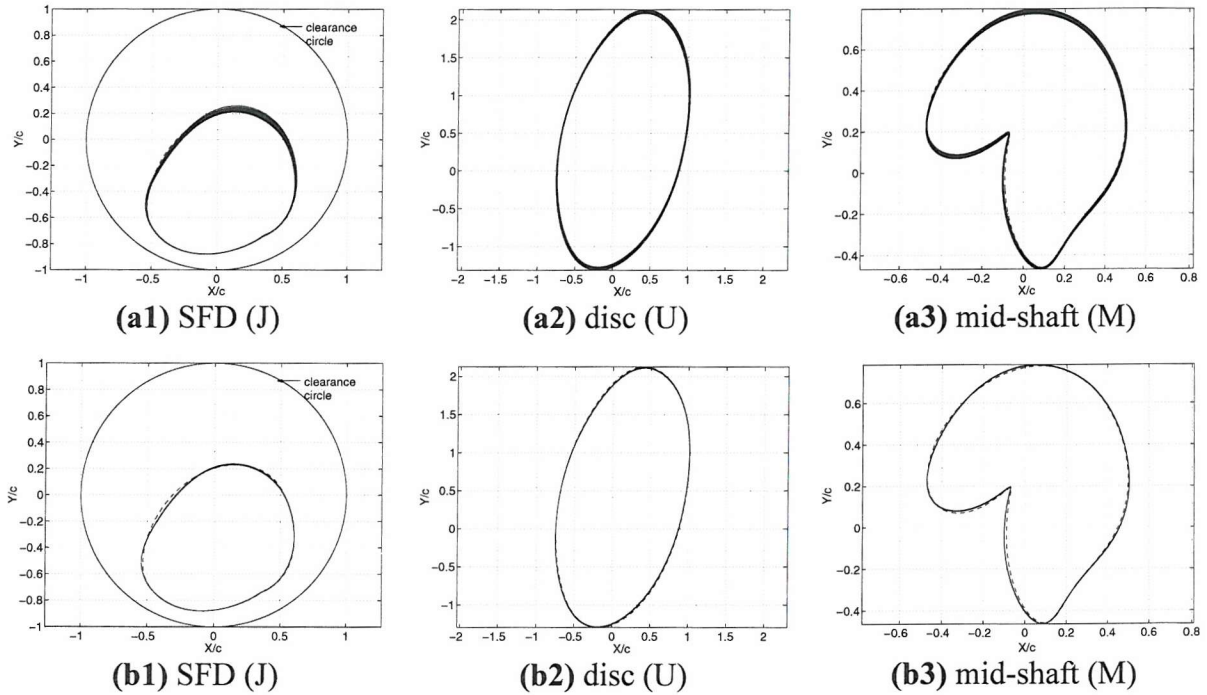 1
0.8
0.6
0.4
0.2
0
−0.2
−0.4
−0.6
−0.8
−1
Y/c
clearance
circle
−1 −0.5 0 0.5 1
X/c
(a1) SFD (J)
2
1.5
1
0.5
0
−0.5
−1
Y/c
−2 −1.5 −1 −0.5 0 0.5 1 1.5 2
X/c
(a2) disc (U)
0.6
0.4
0.2
0
−0.2
−0.4
Y/c
−0.8 −0.6 −0.4 −0.2 0 0.2 0.4 0.6 0.8
X/c
(a3) mid-shaft (M)
1
0.8
0.6
0.4
0.2
0
−0.2
−0.4
−0.6
−0.8
−1
Y/c
clearance
circle
−1 −0.5 0 0.5 1
X/c
(b1) SFD (J)
2
1.5
1
0.5
0
−0.5
−1
Y/c
−2 −1.5 −1 −0.5 0 0.5 1 1.5 2
X/c
(b2) disc (U)
0.6
0.4
0.2
0
−0.2
−0.4
Y/c
−0.8 −0.6 −0.4 −0.2 0 0.2 0.4 0.6 0.8
X/c
(b3) mid-shaft (M)